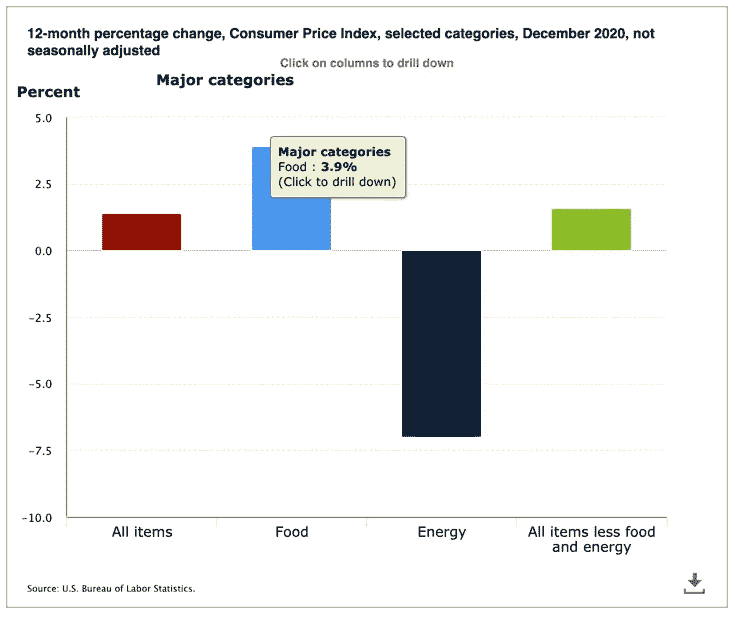 12-month percentage change, Consumer Price Index, selected categories, December 2020, not
seasonally adjusted
Click on columns to drill down
Major categories
Percent
5.0
2.5
0.0
−2.5
−5.0
−7.5
−10.0
Major categories
Food : 3.9%
(Click to drill down)
All items
Food
Energy
All items less food
and energy
Source: U.S. Bureau of Labor Statistics.